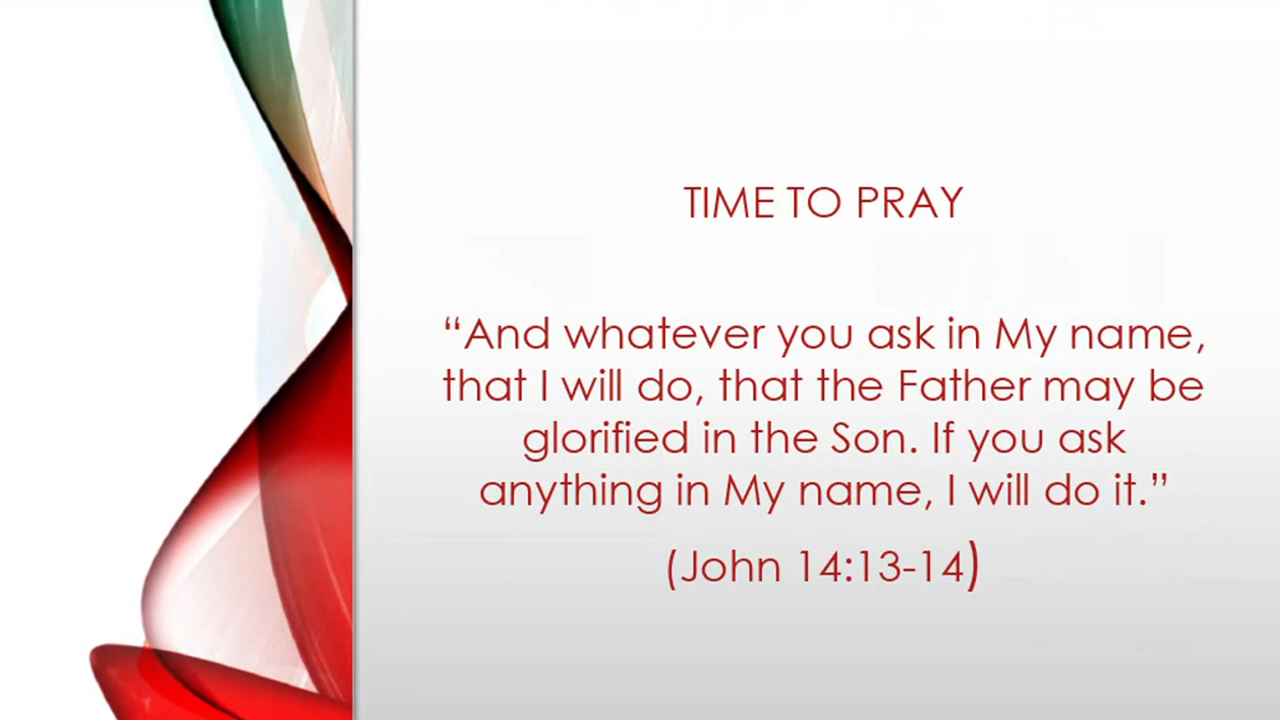 TIME TO PRAY
“And whatever you ask in My name,
that I will do, that the Father may be
glorified in the Son. If you ask
anything in My name, I will do it.”
(John 14:13-14)